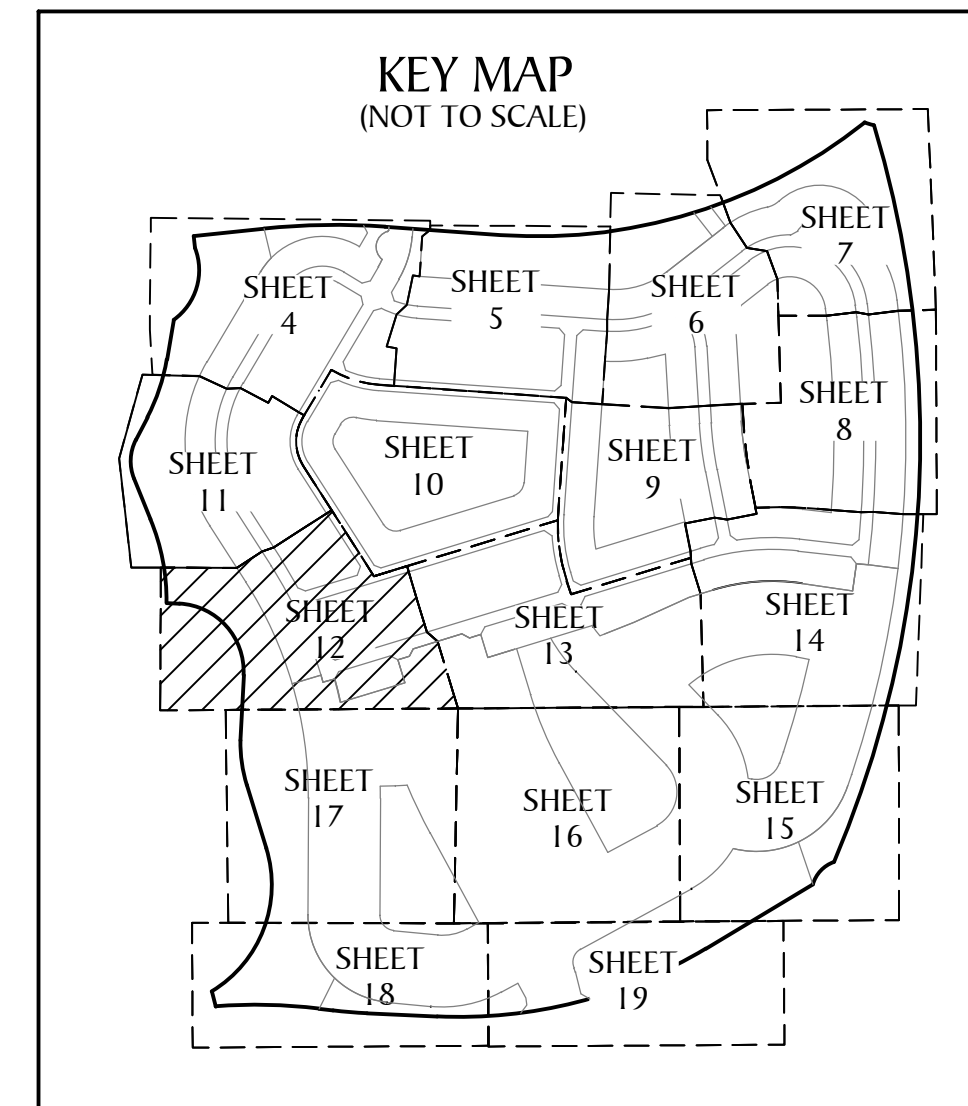 KEY MAP
(NOT TO SCALE)
SHEET
7
SHEET
4
SHEET
5
SHEET
6
SHEET
8
SHEET
11
SHEET
10
SHEET
9
SHEET
12
SHEET
13
SHEET
14
SHEET
17
SHEET
16
SHEET
15
SHEET
18
SHEET
19